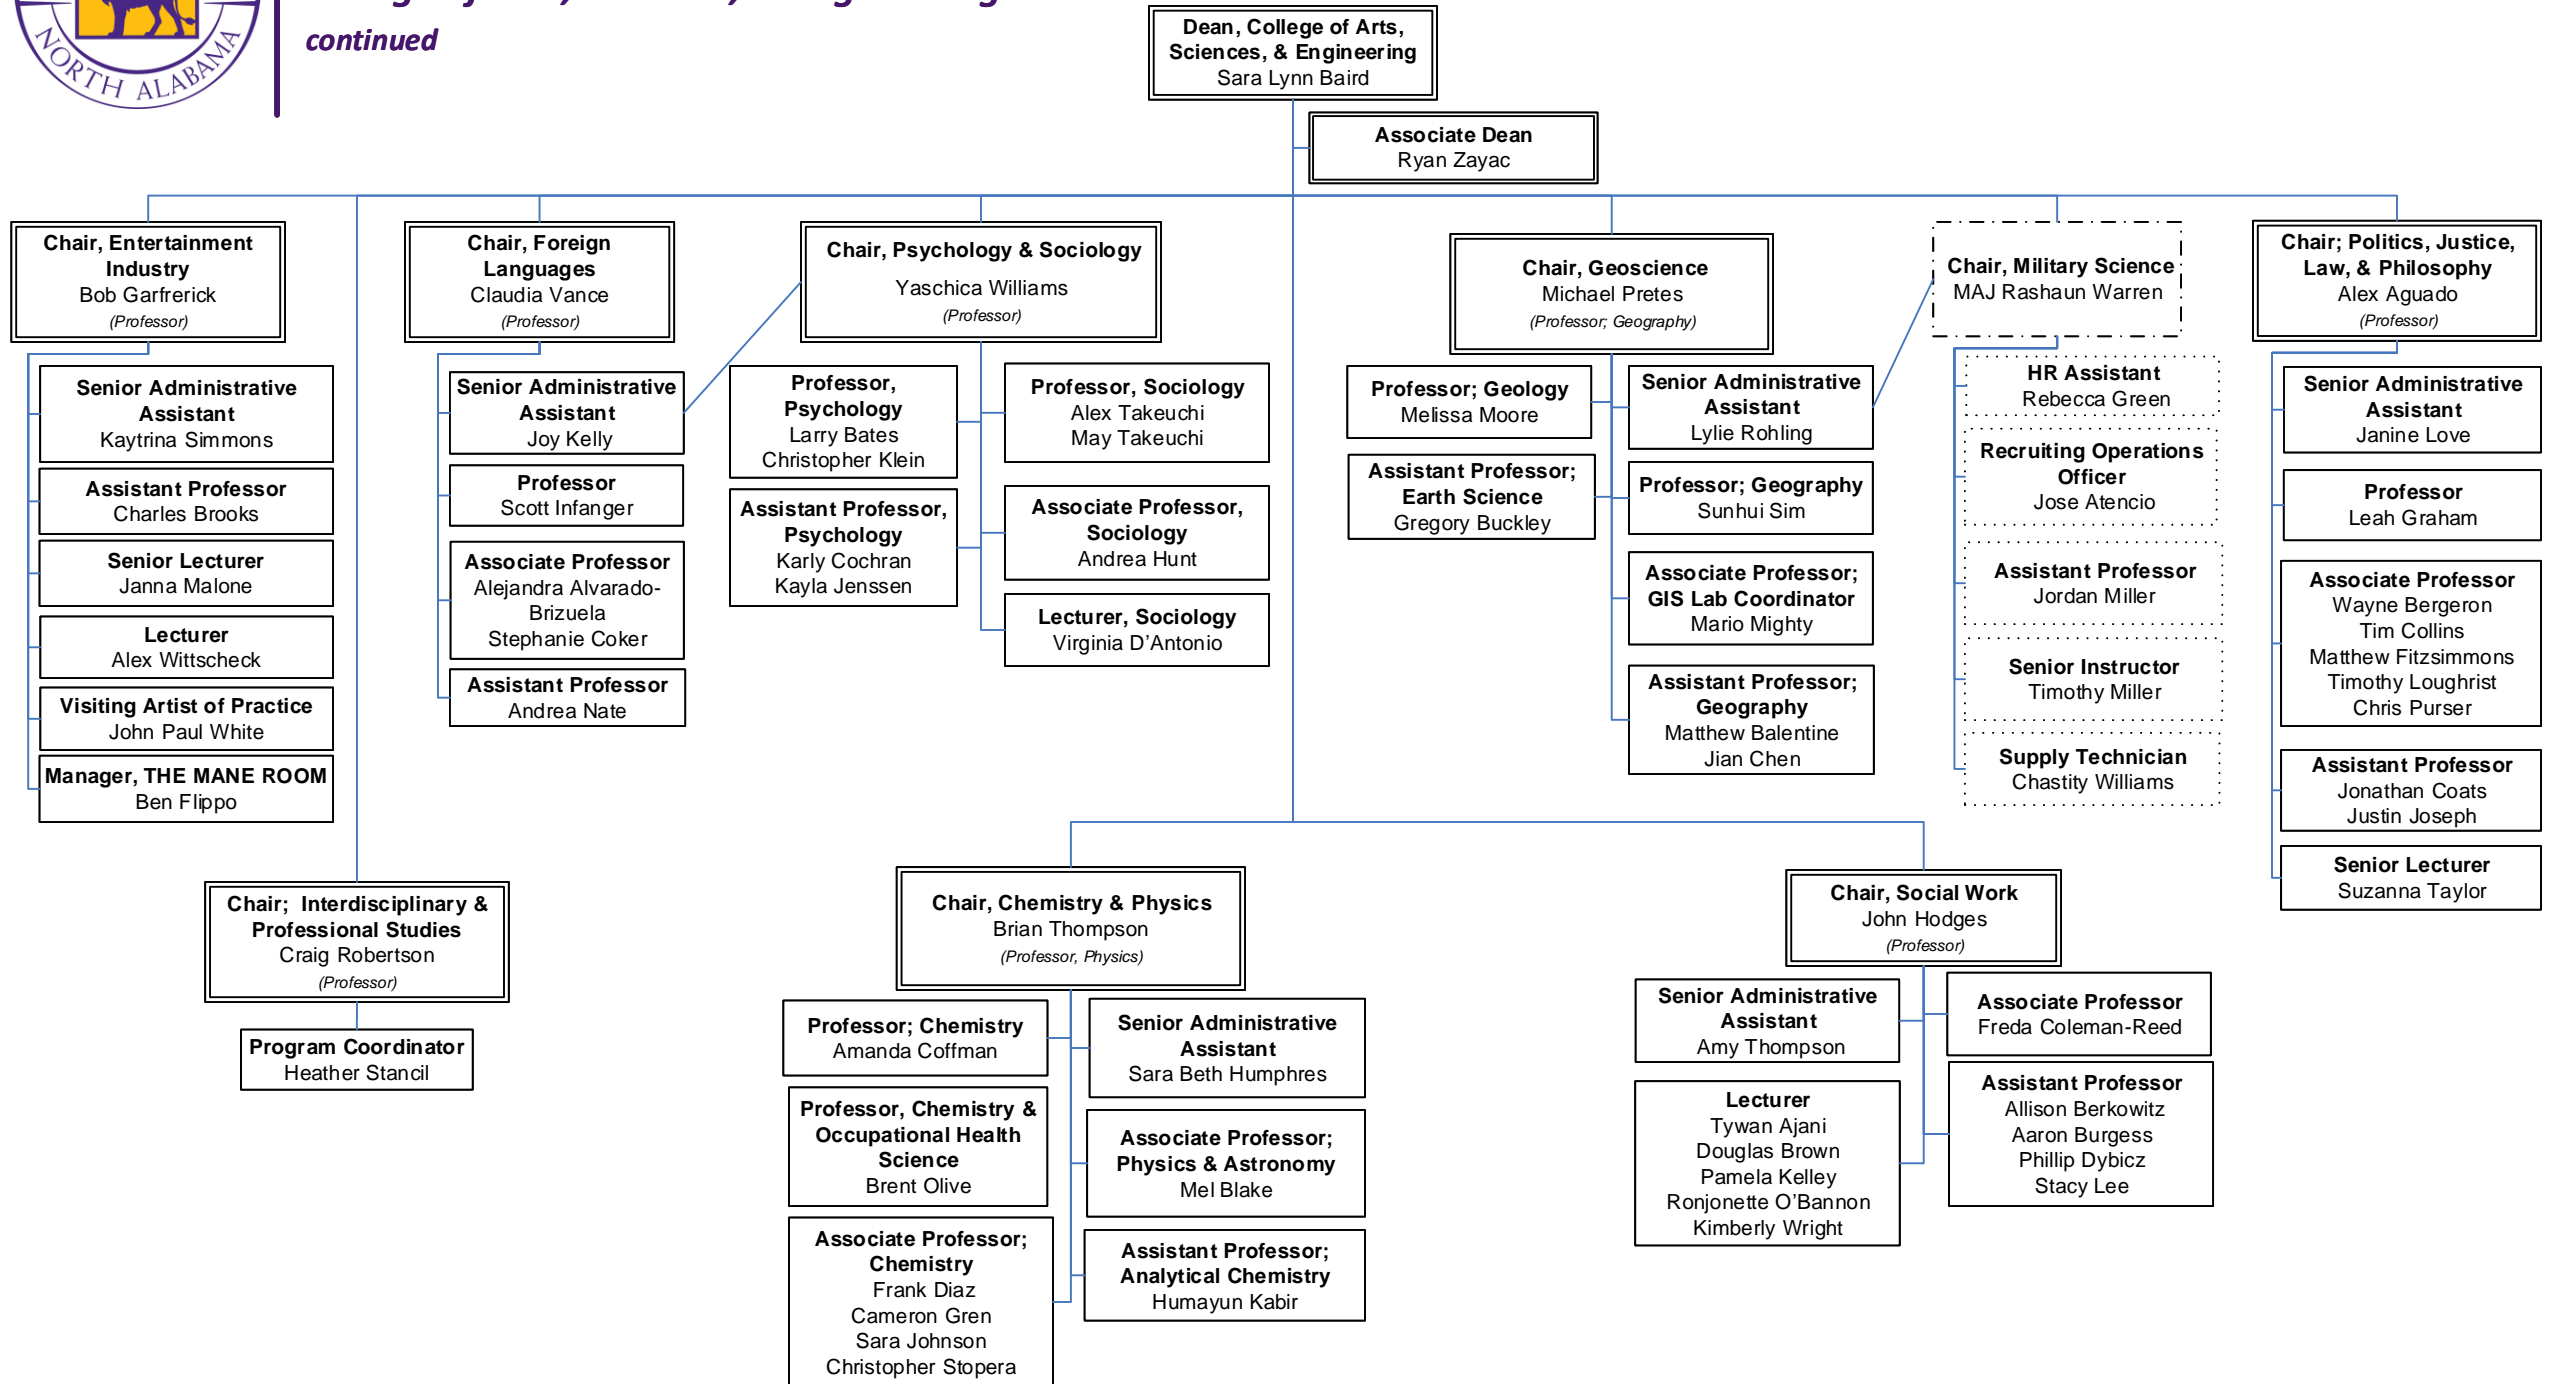 NORTH ALABAMA
continued
Dean, College of Arts,
Sciences, & Engineering
Sara Lynn Baird
Associate Dean
Ryan Zayac
Chair, Entertainment
Industry
Bob Garfrerick
(Professor)
Senior Administrative
Assistant
Kaytrina Simmons
Assistant Professor
Charles Brooks
Senior Lecturer
Janna Malone
Lecturer
Alex Wittscheck
Visiting Artist of Practice
John Paul White
Manager, THE MANE ROOM
Ben Flippo
Chair; Interdisciplinary &
Professional Studies
Craig Robertson
(Professor)
Program Coordinator
Heather Stancil
Chair, Foreign
Languages
Claudia Vance
(Professor)
Senior Administrative
Assistant
Joy Kelly
Professor
Scott Infanger
Associate Professor
Alejandra Alvarado-
Brizuela
Stephanie Coker
Assistant Professor
Andrea Nate
Chair, Psychology & Sociology
Yaschica Williams
(Professor)
Professor,
Psychology
Larry Bates
Christopher Klein
Assistant Professor,
Psychology
Karly Cochran
Kayla Jenssen
Professor, Sociology
Alex Takeuchi
May Takeuchi
Associate Professor,
Sociology
Andrea Hunt
Lecturer, Sociology
Virginia D’Antonio
Chair, Geoscience
Michael Pretes
(Professor; Geography)
Professor; Geology
Melissa Moore
Assistant Professor;
Earth Science
Gregory Buckley
Senior Administrative
Assistant
Lylie Rohling
Professor; Geography
Sunhui Sim
Associate Professor;
GIS Lab Coordinator
Mario Mighty
Assistant Professor;
Geography
Matthew Balentine
Jian Chen
Chair, Military Science
MAJ Rashaun Warren
HR Assistant
Rebecca Green
Recruiting Operations
Officer
Jose Atencio
Assistant Professor
Jordan Miller
Senior Instructor
Timothy Miller
Supply Technician
Chastity Williams
Chair; Politics, Justice,
Law, & Philosophy
Alex Aguado
(Professor)
Senior Administrative
Assistant
Janine Love
Professor
Leah Graham
Associate Professor
Wayne Bergeron
Tim Collins
Matthew Fitzsimmons
Timothy Loughrist
Chris Purser
Assistant Professor
Jonathan Coats
Justin Joseph
Senior Lecturer
Suzanna Taylor
Chair, Chemistry & Physics
Brian Thompson
(Professor, Physics)
Professor; Chemistry
Amanda Coffman
Professor, Chemistry &
Occupational Health
Science
Brent Olive
Associate Professor;
Chemistry
Frank Diaz
Cameron Gren
Sara Johnson
Christopher Stopera
Senior Administrative
Assistant
Sara Beth Humphres
Associate Professor;
Physics & Astronomy
Mel Blake
Assistant Professor;
Analytical Chemistry
Humayun Kabir
Chair, Social Work
John Hodges
(Professor)
Senior Administrative
Assistant
Amy Thompson
Lecturer
Tywan Ajani
Douglas Brown
Pamela Kelley
Ronjonette O’Bannon
Kimberly Wright
Associate Professor
Freda Coleman-Reed
Assistant Professor
Allison Berkowitz
Aaron Burgess
Phillip Dybicz
Stacy Lee